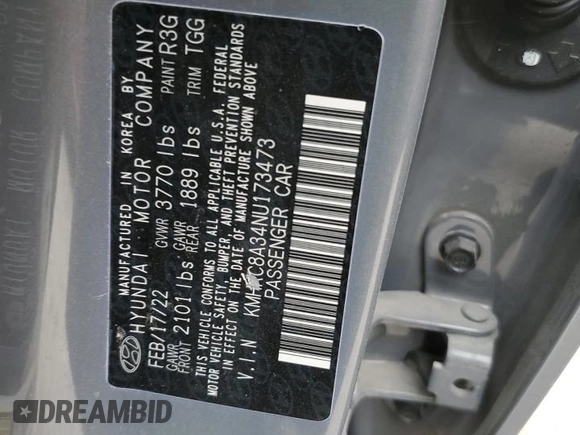 MANUFACTURED IN KOREA BY
HYUNDAI MOTOR COMPANY
FEB/17/22 GVWR 3770 lbs PAINT R3G
GAWR FRONT 2101 lbs GAWR REAR 1889 lbs TRIM TGG
THIS VEHICLE CONFORMS TO ALL APPLICABLE U.S.A. FEDERAL
MOTOR VEHICLE SAFETY, BUMPER, AND THEFT PREVENTION STANDARDS
IN EFFECT ON THE DATE OF MANUFACTURE SHOWN ABOVE
V.I.N
PASSENGER CAR
DREAMBID